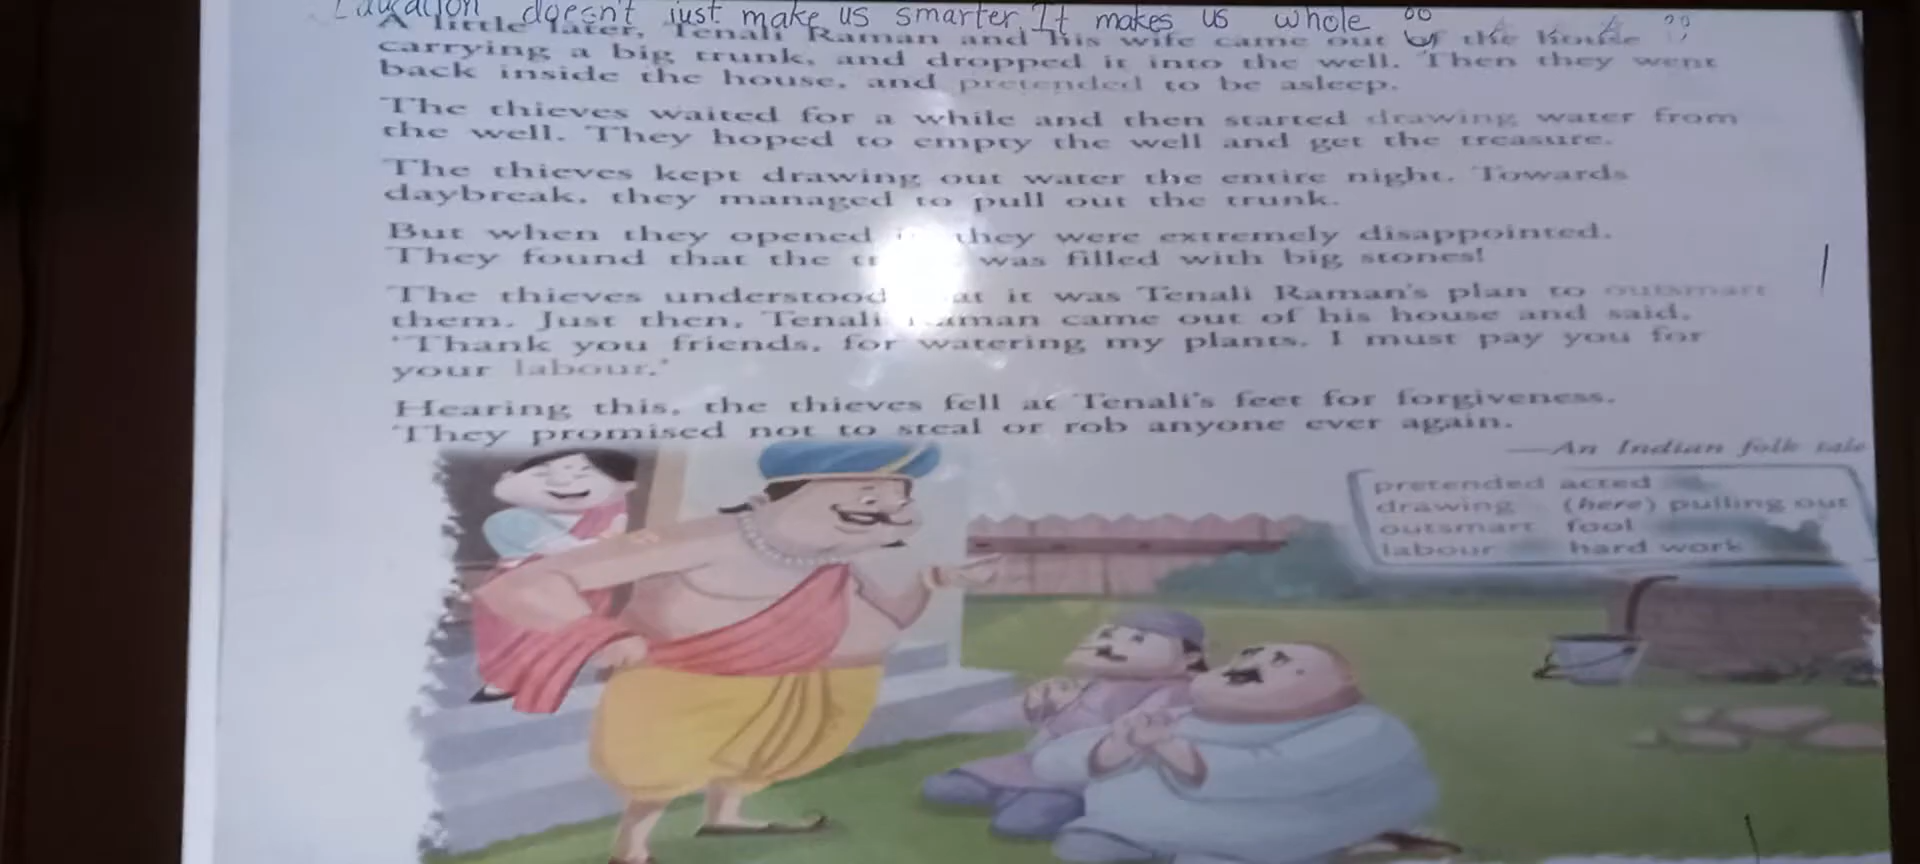 Education doesn't just make us smarter. It makes us whole
A little later, Tenali Raman and his wife came out of the house
carrying a big trunk, and dropped it into the well. Then they went
back inside the house, and pretended to be asleep.
The thieves waited for a while and then started drawing water from
the well. They hoped to empty the well and get the treasure.
The thieves kept drawing out water the entire night. Towards
daybreak, they managed to pull out the trunk.
But when they opened they were extremely disappointed.
They found that the was filled with big stones!
The thieves understood it was Tenali Raman's plan to outsmart
them. Just then, Tenali Raman came out of his house and said,
'Thank you friends, for watering my plants. I must pay you for
your labour.'
Hearing this, the thieves fell at Tenali's feet for forgiveness.
They promised not to steal or rob anyone ever again.
—An Indian folk tale
pretended acted
drawing (here) pulling out
outsmart fool
labour hard work